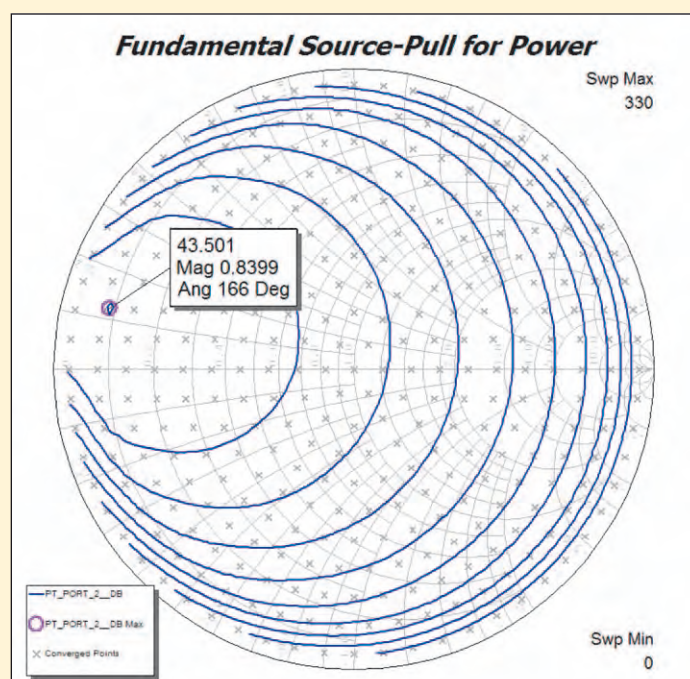 Fundamental Source-Pull for Power
Swp Max
330
43.501
Mag 0.8399
Ang 166 Deg
PT_PORT_2__DB
PT_PORT_2__DB Max
Converged Points
Swp Min
0